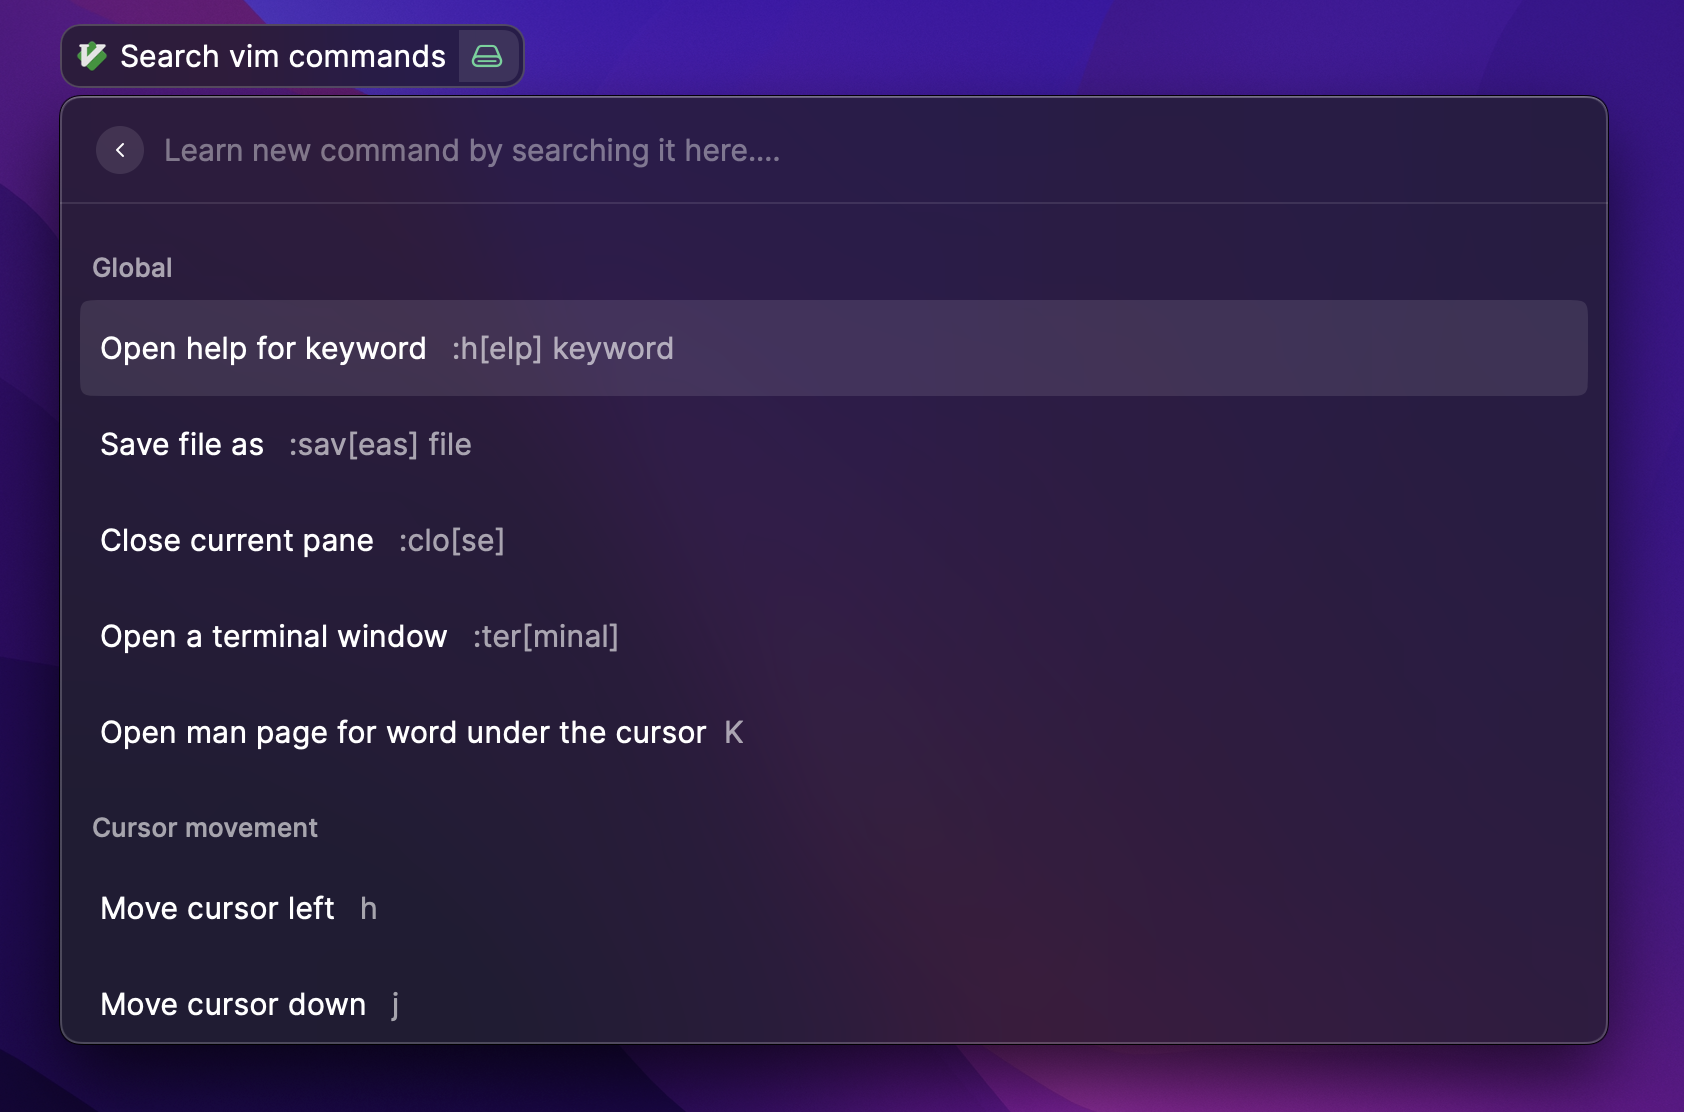 Search vim commands
Learn new command by searching it here....
Global
Open help for keyword :h[elp] keyword
Save file as :sav[eas] file
Close current pane :clo[se]
Open a terminal window :ter[minal]
Open man page for word under the cursor K
Cursor movement
Move cursor left h
Move cursor down j